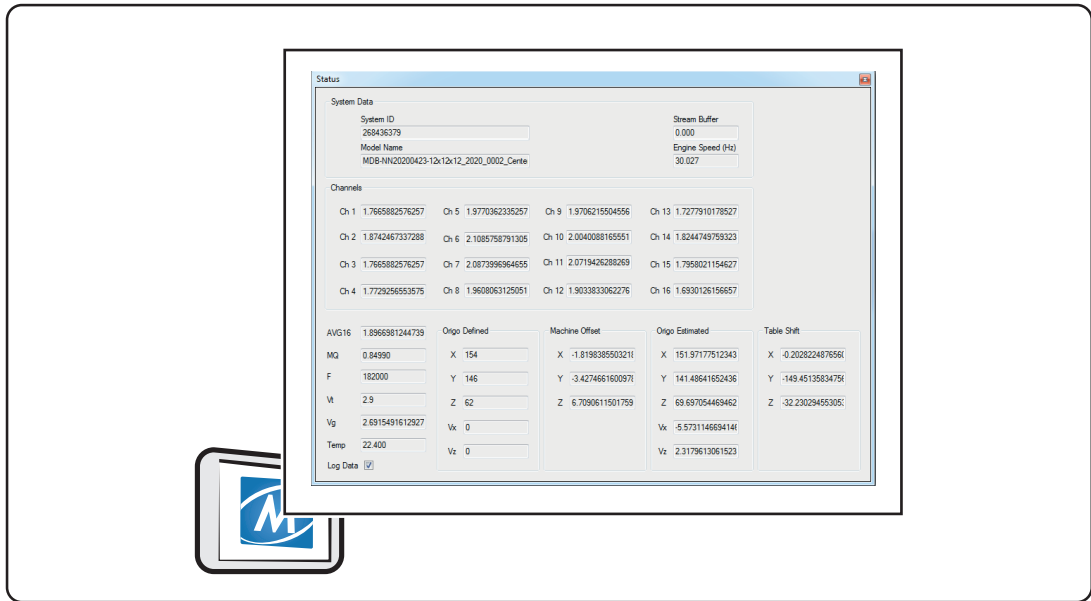 Status
System Data
System ID
268436379
Stream Buffer
0.000
Model Name
MDB-NN20200423-12x12x12_2020_0002_Cente
Engine Speed (Hz)
30.027
Channels
Ch 1 1.7665882576257 Ch 5 1.9770362335257 Ch 9 1.9706215504556 Ch 13 1.7277910178527
Ch 2 1.8742467337288 Ch 6 2.1085758791305 Ch 10 2.0040088165551 Ch 14 1.8244759759323
Ch 3 1.7665882576257 Ch 7 2.0873996964655 Ch 11 2.0719426288269 Ch 15 1.7958021154627
Ch 4 1.7729256553575 Ch 8 1.9608063125051 Ch 12 1.9033833062276 Ch 16 1.6930126156657
AVG16 1.8966981244739
MQ 0.84990
F 182000
Vt 2.9
Vg 2.6915491612927
Temp 22.400
Log Data
Origo Defined
X 154
Y 146
Z 62
Vx 0
Vz 0
Machine Offset
X -1.8198385503218
Y -3.4274661600978
Z 6.7090611501759
Origo Estimated
X 151.97177512343
Y 141.48641652436
Z 69.697054469462
Vx -5.573114669414
Vz 2.3179613061523
Table Shift
X -0.202822487656
Y -149.4513583475
Z -32.230294553053
M